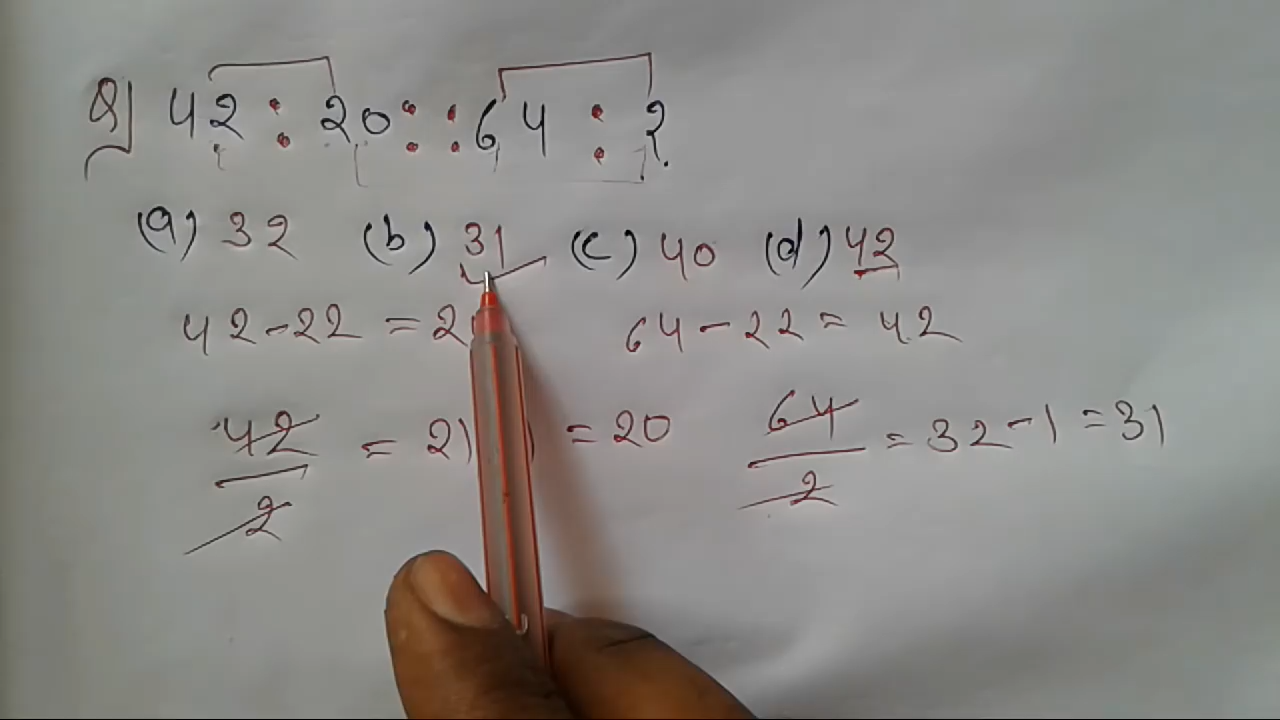 Q] 42 : 20 :: 64 : ?
(a) 32 (b) 31 (c) 40 (d) 42
42-22 = 2 64-22 = 42
42/2 = 21 = 20 64/2 = 32-1 = 31